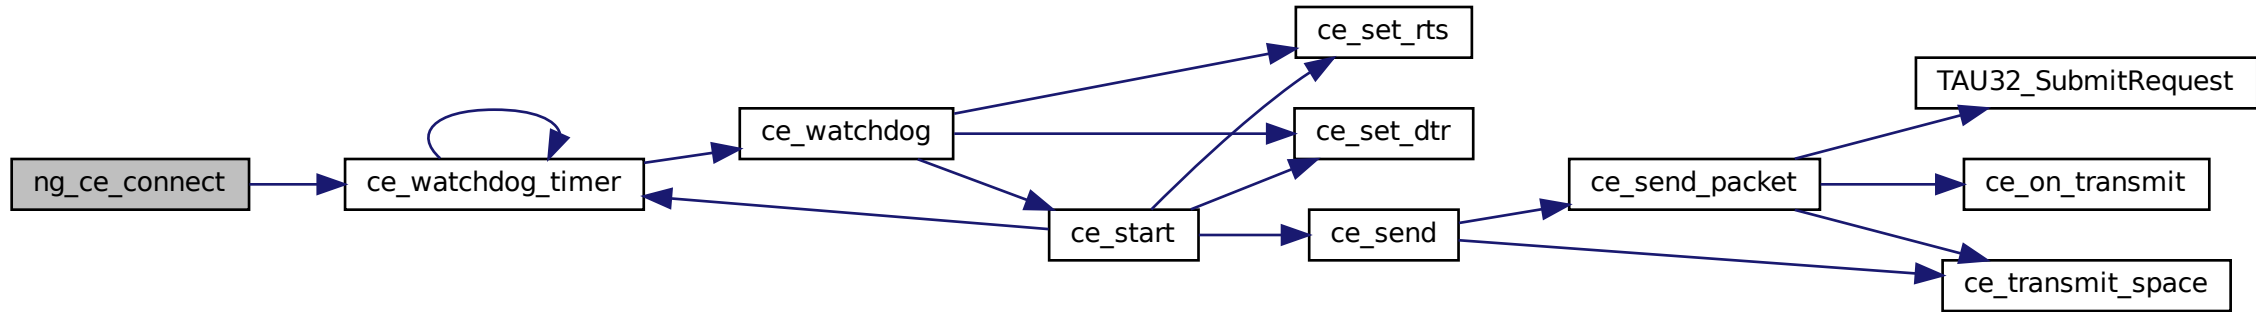 ng_ce_connect
ce_watchdog_timer
ce_watchdog
ce_set_rts
ce_set_dtr
ce_start
ce_send
ce_send_packet
TAU32_SubmitRequest
ce_on_transmit
ce_transmit_space